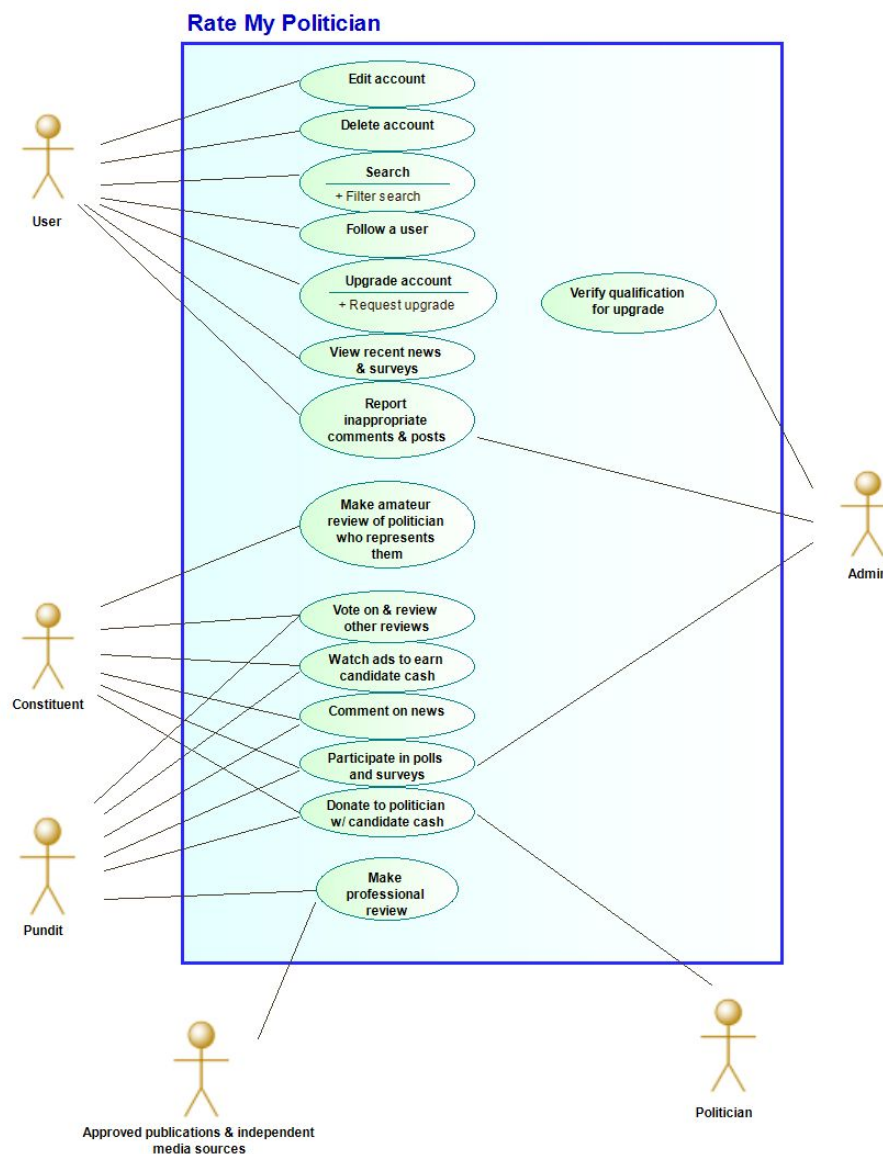 Rate My Politician
Edit account
Delete account
Search
+ Filter search
User
Follow a user
Upgrade account
+ Request upgrade
Verify qualification
for upgrade
View recent news
& surveys
Report
inappropriate
comments & posts
Make amateur
review of politician
who represents
them
Admin
Vote on & review
other reviews
Watch ads to earn
candidate cash
Constituent
Comment on news
Participate in polls
and surveys
Donate to politician
w/ candidate cash
Make
professional
review
Pundit
Politician
Approved publications & independent
media sources